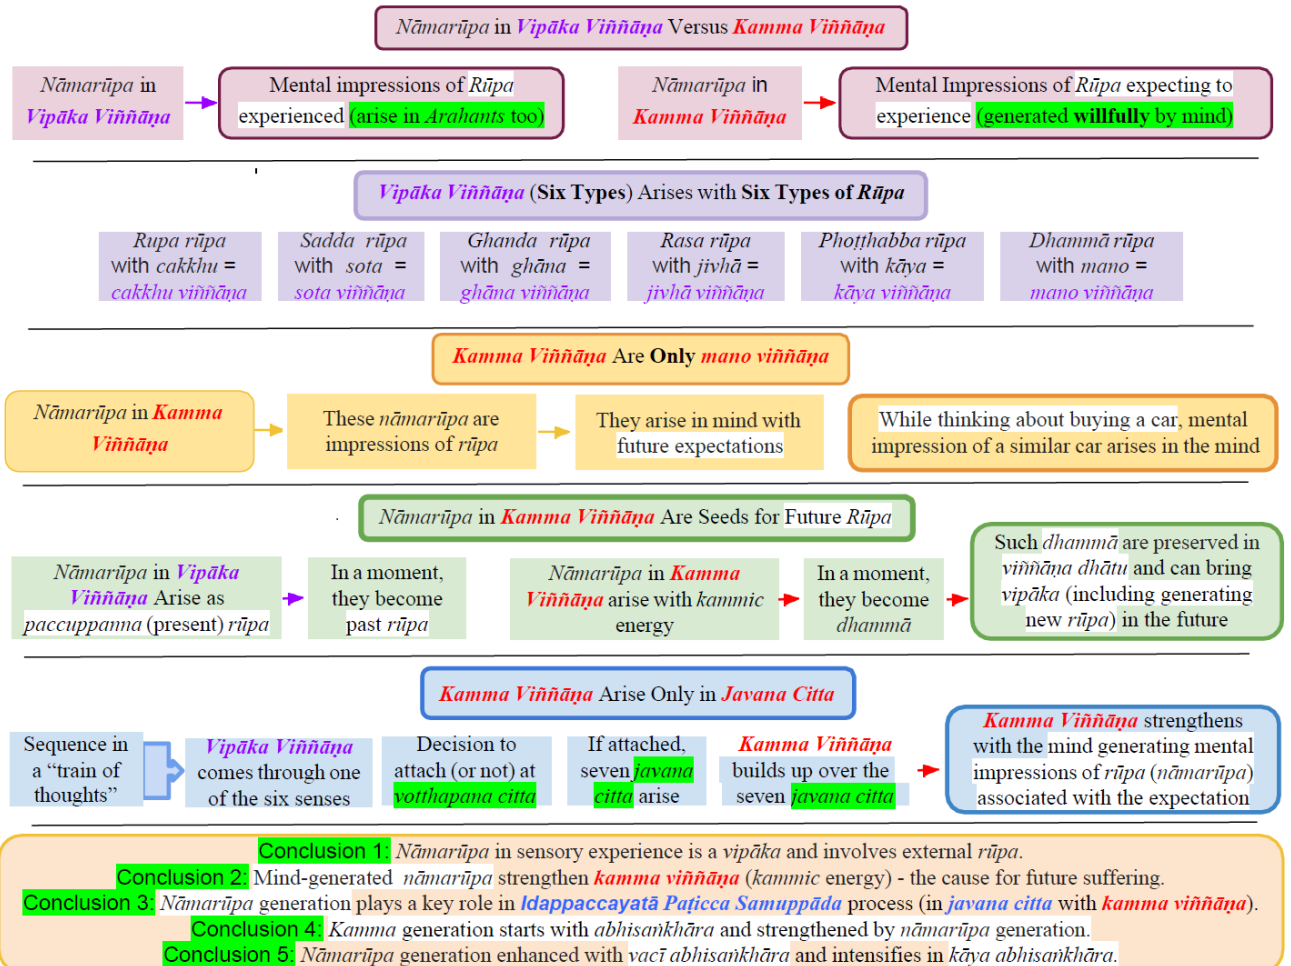 Nāmarūpa in Vipāka Viññāṇa Versus Kamma Viññāṇa
Nāmarūpa in
Vipāka Viññāṇa
Mental impressions of Rūpa
experienced (arise in Arahants too)
Nāmarūpa in
Kamma Viññāṇa
Mental Impressions of Rūpa expecting to
experience (generated willfully by mind)
Vipāka Viññāṇa (Six Types) Arises with Six Types of Rūpa
Rupa rūpa
with cakkhu =
cakkhu viññāṇa
Sadda rūpa
with sota =
sota viññāṇa
Ghanda rūpa
with ghāna =
ghāna viññāṇa
Rasa rūpa
with jivhā =
jivhā viññāṇa
Phoṭṭhabba rūpa
with kāya =
kāya viññāṇa
Dhammā rūpa
with mano =
mano viññāṇa
Kamma Viññāṇa Are Only mano viññāṇa
Nāmarūpa in Kamma
Viññāṇa
These nāmarūpa are
impressions of rūpa
They arise in mind with
future expectations
While thinking about buying a car, mental
impression of a similar car arises in the mind
Nāmarūpa in Kamma Viññāṇa Are Seeds for Future Rūpa
Nāmarūpa in Vipāka
Viññāṇa Arise as
paccuppanna (present) rūpa
In a moment,
they become
past rūpa
Nāmarūpa in Kamma
Viññāṇa arise with kammic
energy
In a moment,
they become
dhammā
Such dhammā are preserved in
viññāṇa dhātu and can bring
vipāka (including generating
new rūpa) in the future
Kamma Viññāṇa Arise Only in Javana Citta
Sequence in
a “train of
thoughts”
Vipāka Viññāṇa
comes through one
of the six senses
Decision to
attach (or not) at
votthapana citta
If attached,
seven javana
citta arise
Kamma Viññāṇa
builds up over the
seven javana citta
Kamma Viññāṇa strengthens
with the mind generating mental
impressions of rūpa (nāmarūpa)
associated with the expectation
Conclusion 1: Nāmarūpa in sensory experience is a vipāka and involves external rūpa.
Conclusion 2: Mind-generated nāmarūpa strengthen kamma viññāṇa (kammic energy) - the cause for future suffering.
Conclusion 3: Nāmarūpa generation plays a key role in Idappaccayatā Paṭicca Samuppāda process (in javana citta with kamma viññāṇa).
Conclusion 4: Kamma generation starts with abhisaṅkhāra and strengthened by nāmarūpa generation.
Conclusion 5: Nāmarūpa generation enhanced with vacī abhisaṅkhāra and intensifies in kāya abhisaṅkhāra.